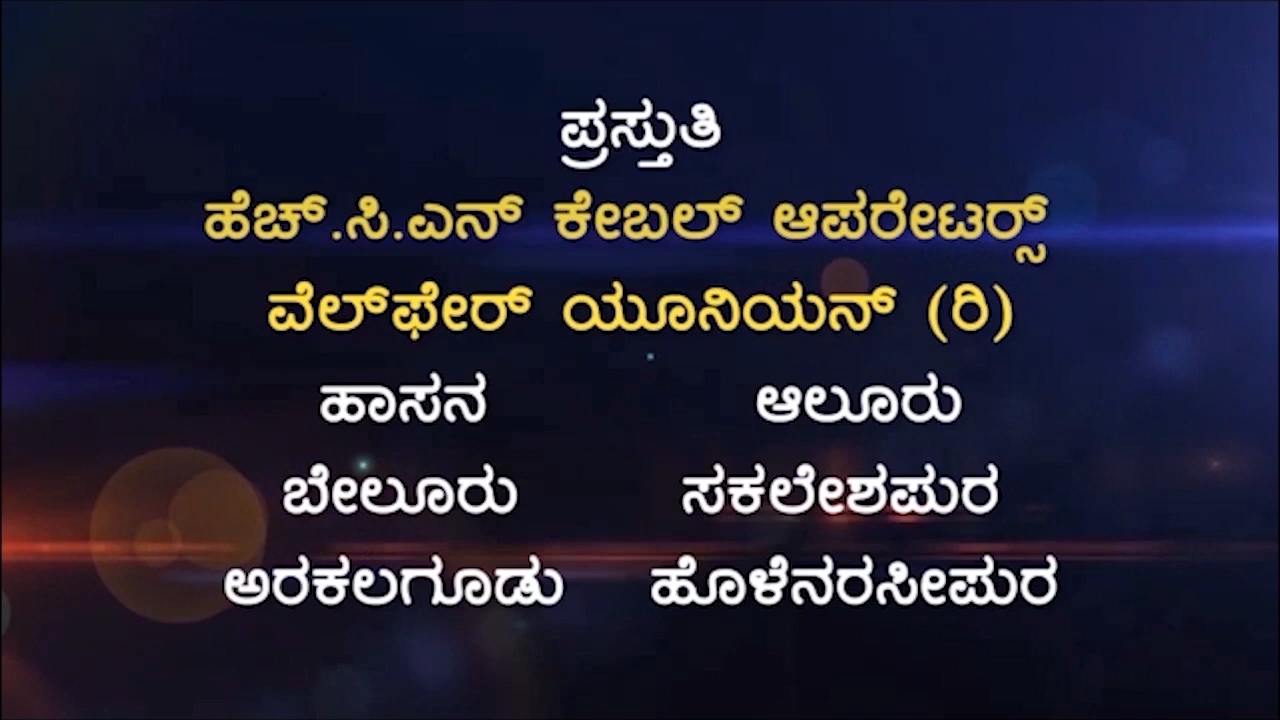 ಪ್ರಸ್ತುತಿ
ಹೆಚ್.ಸಿ.ಎನ್ ಕೇಬಲ್ ಆಪರೇಟರ‍್ಸ್
ವೆಲ್‌ಫೇರ್ ಯೂನಿಯನ್ (ರಿ)
ಹಾಸನ ಆಲೂರು
ಬೇಲೂರು ಸಕಲೇಶಪುರ
ಅರಕಲಗೂಡು ಹೊಳೆನರಸೀಪುರ